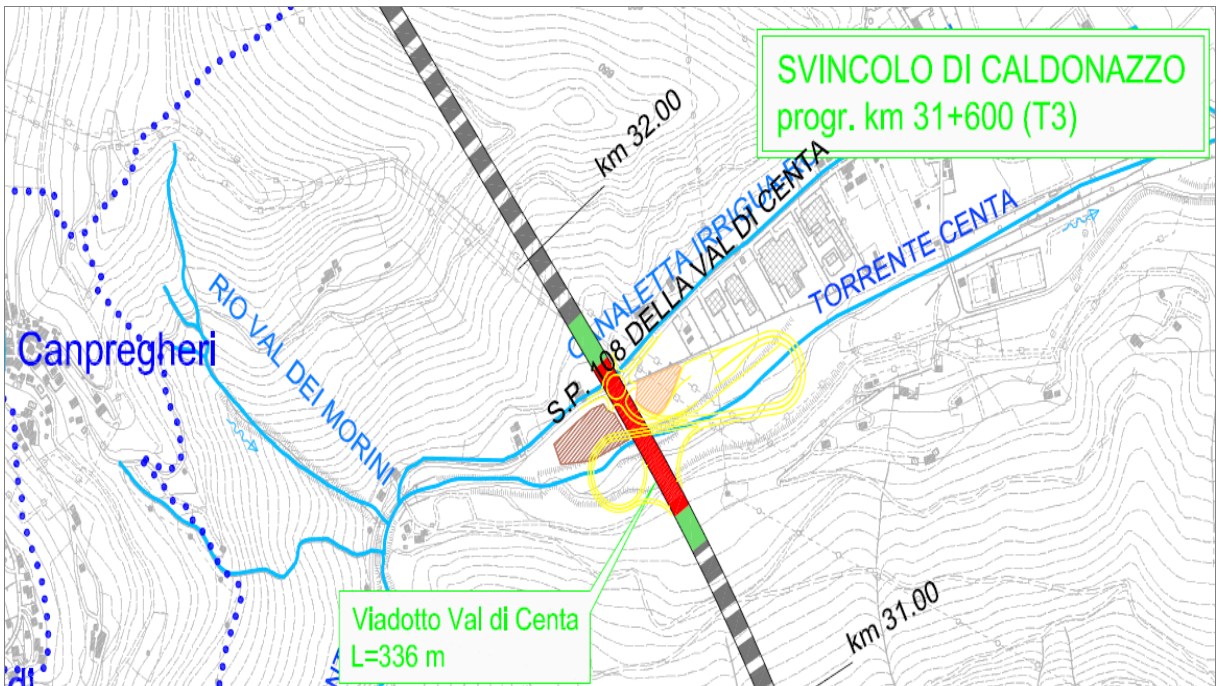 SVINCOLO DI CALDONAZZO
progr. km 31+600 (T3)
km 32.00
CANALETTA IRRIGUA
S.P. 108 DELLA VAL DI CENTA
TORRENTE CENTA
RIO VAL DEI MORINI
Canpregheri
Viadotto Val di Centa
L=336 m
km 31.00